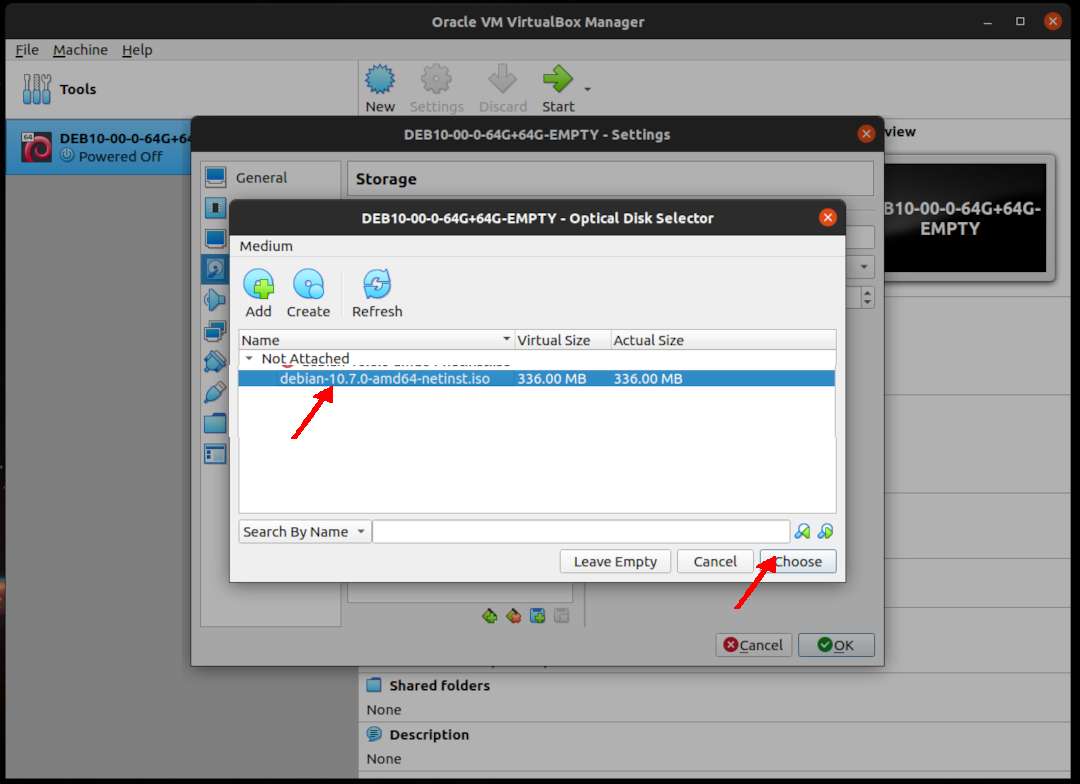 Oracle VM VirtualBox Manager
File Machine Help
Tools
New Settings Discard Start
64
DEB10-00-0-64G+64
Powered Off
DEB10-00-0-64G+64G-EMPTY - Settings
view
General
Storage
B10-00-0-64G+64G-
EMPTY
DEB10-00-0-64G+64G-EMPTY - Optical Disk Selector
Medium
Add Create Refresh
Name Virtual Size Actual Size
Not Attached
debian-10.7.0-amd64-netinst.iso 336.00 MB 336.00 MB
Search By Name
Leave Empty Cancel Choose
Cancel OK
Shared folders
None
Description
None